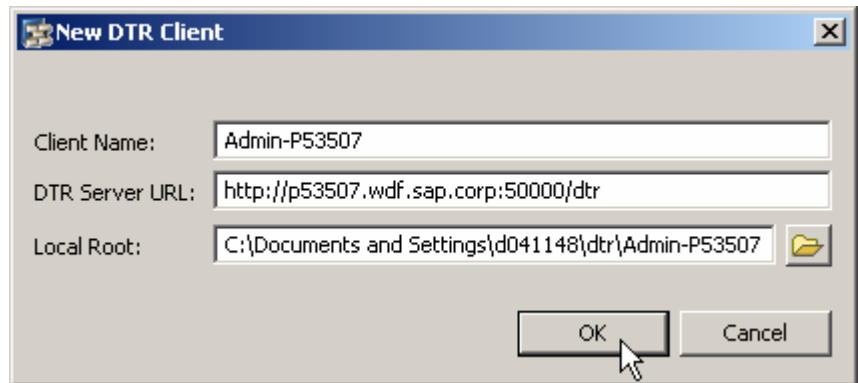 New DTR Client
Client Name: Admin-P53507
DTR Server URL: http://p53507.wdf.sap.corp:50000/dtr
Local Root: C:\Documents and Settings\d041148\dtr\Admin-P53507
OK Cancel